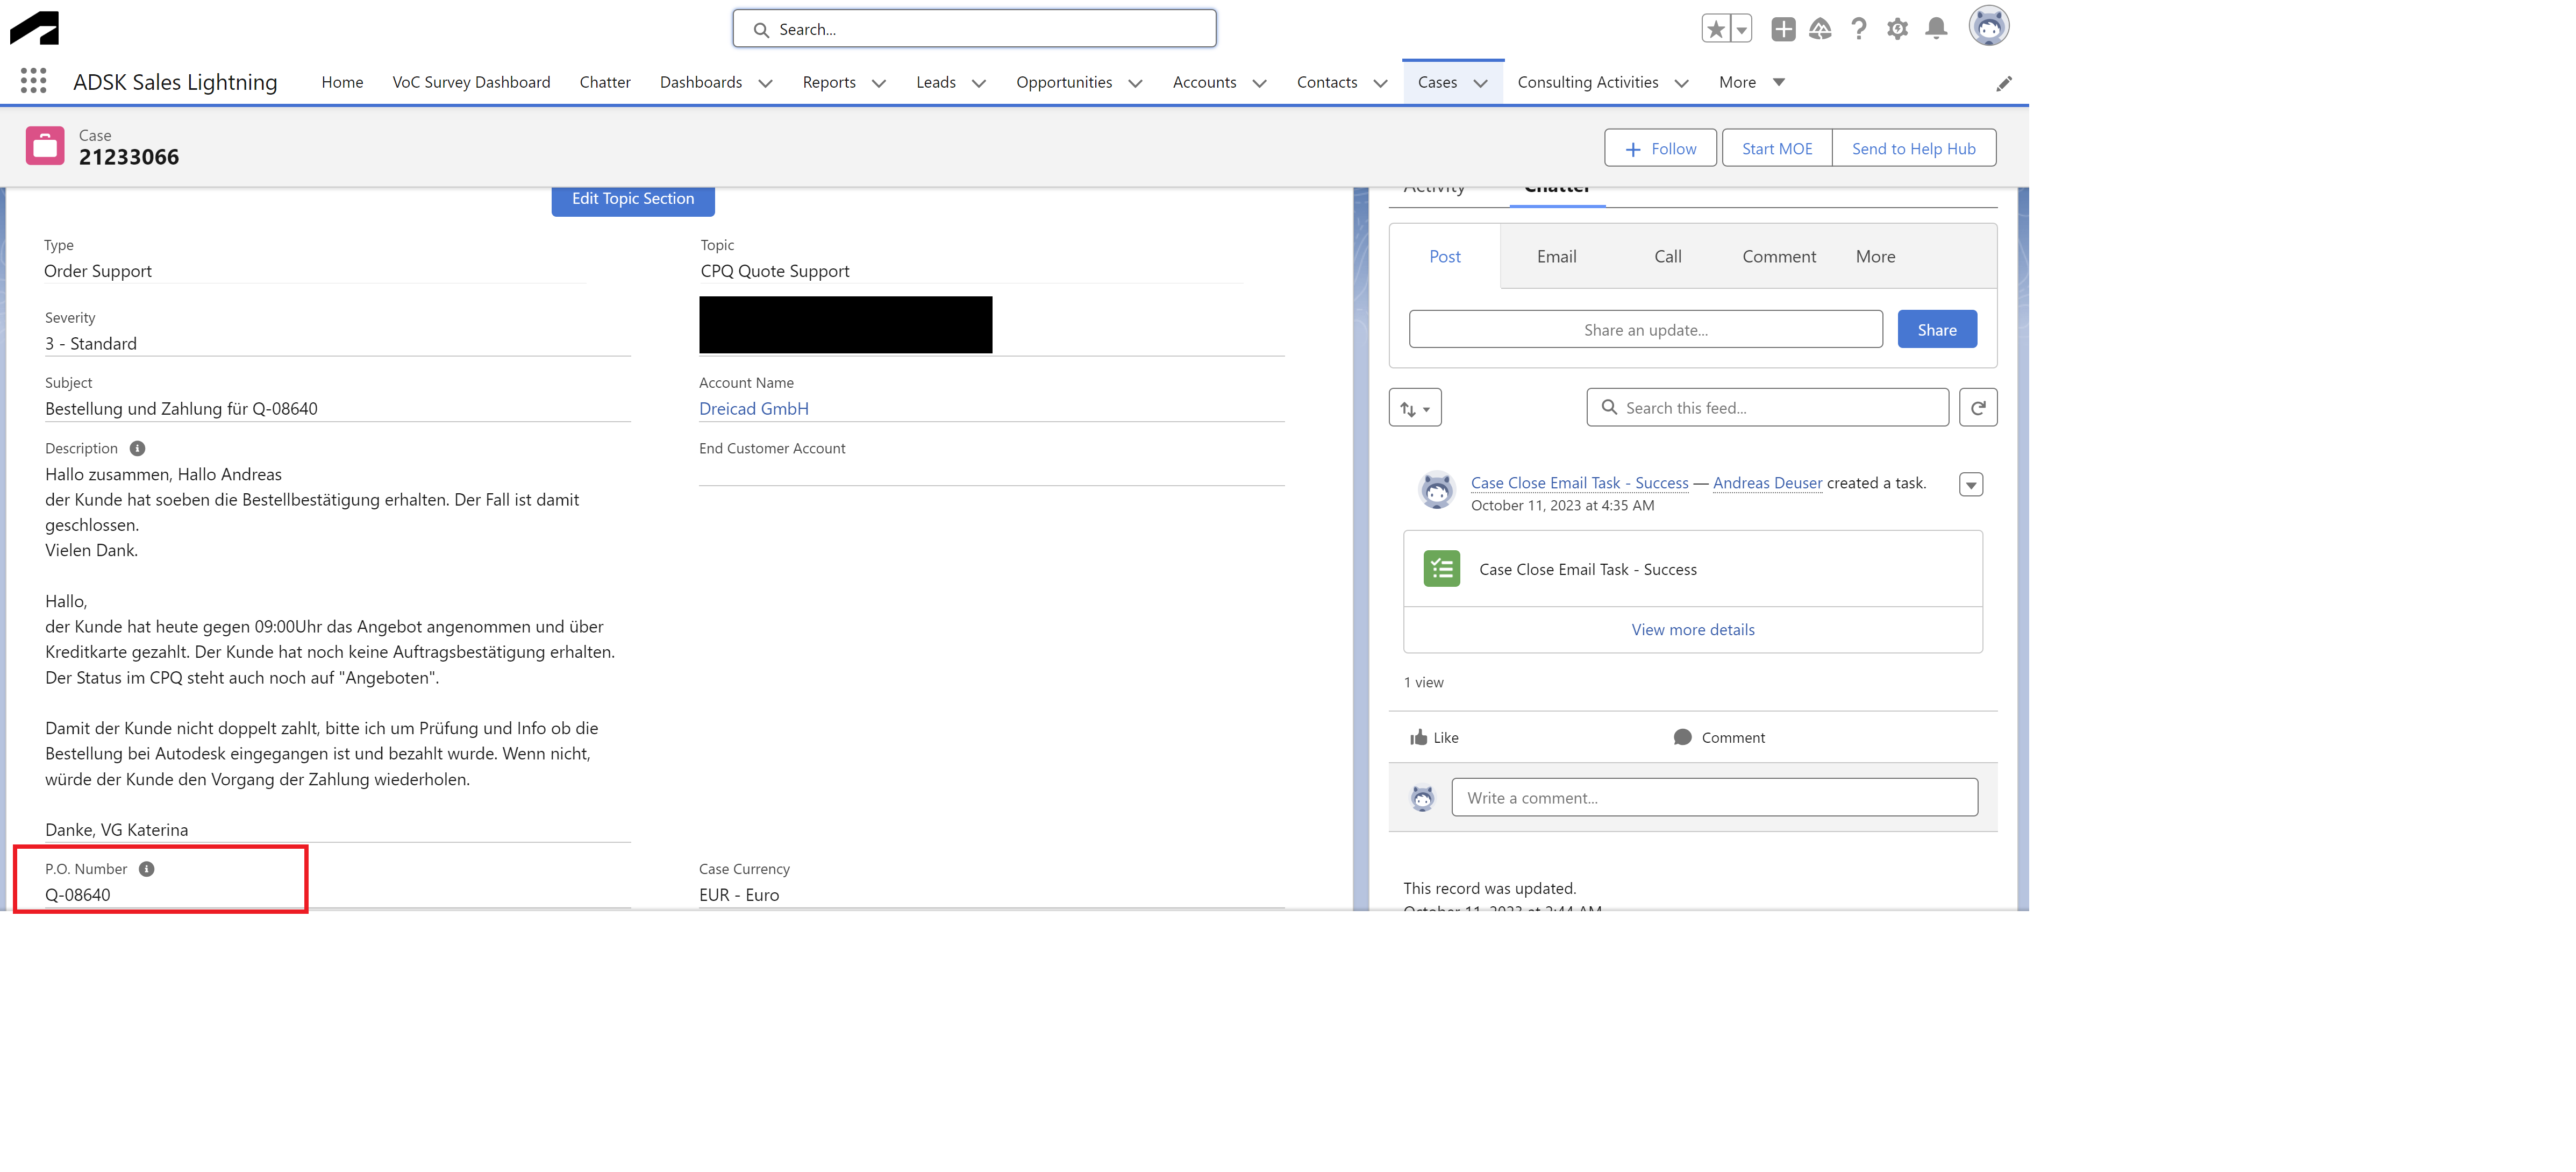 Search...
ADSK Sales Lightning
Home
VoC Survey Dashboard
Chatter
Dashboards
Reports
Leads
Opportunities
Accounts
Contacts
Cases
Consulting Activities
More
Case
21233066
Follow
Start MOE
Send to Help Hub
Edit Topic Section
Type
Order Support
Topic
CPQ Quote Support
Severity
3 - Standard
Subject
Bestellung und Zahlung für Q-08640
Account Name
Dreicad GmbH
Description
Hallo zusammen, Hallo Andreas
der Kunde hat soeben die Bestellbestätigung erhalten. Der Fall ist damit
geschlossen.
Vielen Dank.
Hallo,
der Kunde hat heute gegen 09:00Uhr das Angebot angenommen und über
Kreditkarte gezahlt. Der Kunde hat noch keine Auftragsbestätigung erhalten.
Der Status im CPQ steht auch noch auf "Angeboten".
Damit der Kunde nicht doppelt zahlt, bitte ich um Prüfung und Info ob die
Bestellung bei Autodesk eingegangen ist und bezahlt wurde. Wenn nicht,
würde der Kunde den Vorgang der Zahlung wiederholen.
Danke, VG Katerina
End Customer Account
P.O. Number
Q-08640
Case Currency
EUR - Euro
Activity
Chatter
Post
Email
Call
Comment
More
Share an update...
Share
Search this feed...
Case Close Email Task - Success — Andreas Deuser created a task.
October 11, 2023 at 4:35 AM
Case Close Email Task - Success
View more details
1 view
Like
Comment
Write a comment...
This record was updated.
October 11, 2023 at 2:44 AM